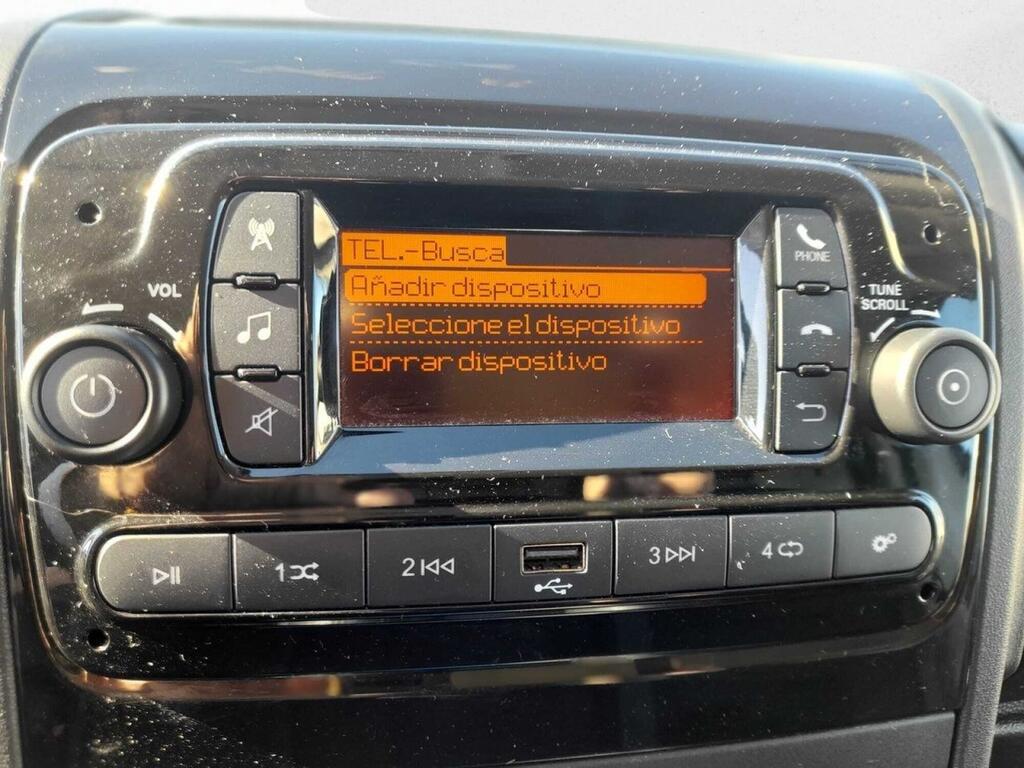 VOL
TEL.-Busca
Añadir dispositivo
Seleccione el dispositivo
Borrar dispositivo
PHONE
TUNE
SCROLL
1
2
3
4